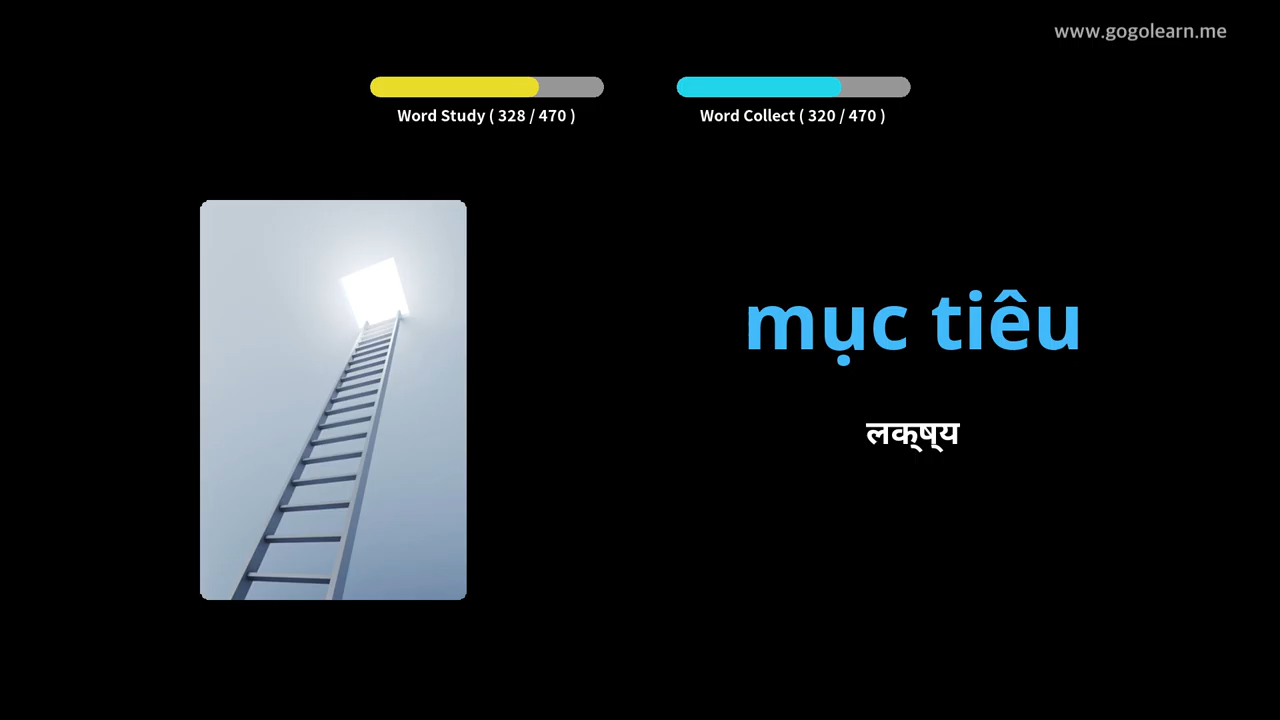 www.gogolearn.me
Word Study ( 328 / 470 )
Word Collect ( 320 / 470 )
mục tiêu
लक्ष्य